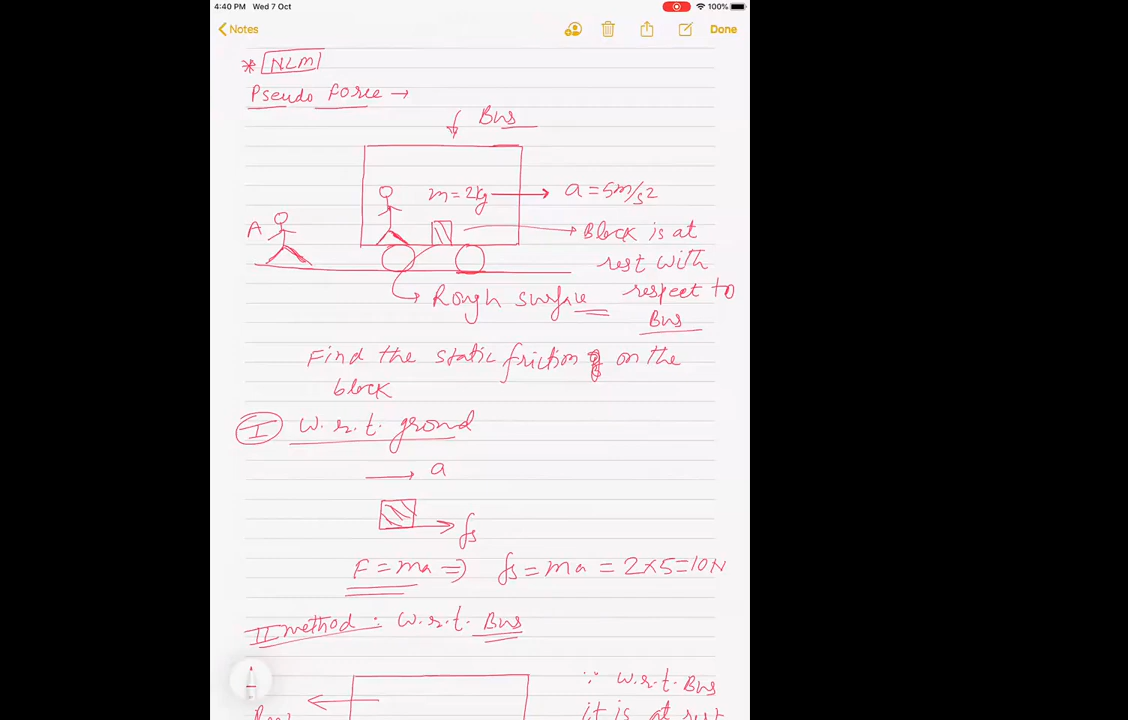 4:40 PM Wed 7 Oct
100%
Notes
Done
* NLM
Pseudo force →
Bus
m = 2kg
a = 5m/s2
A
Block is at
rest with
respect to
Bus
Rough surface
Find the static friction on the
block
I w.r.t. grond
a
fs
F = ma => fs = ma = 2×5=10N
II method : w.r.t. Bus
∵ w.r.t. Bus
it is at rest